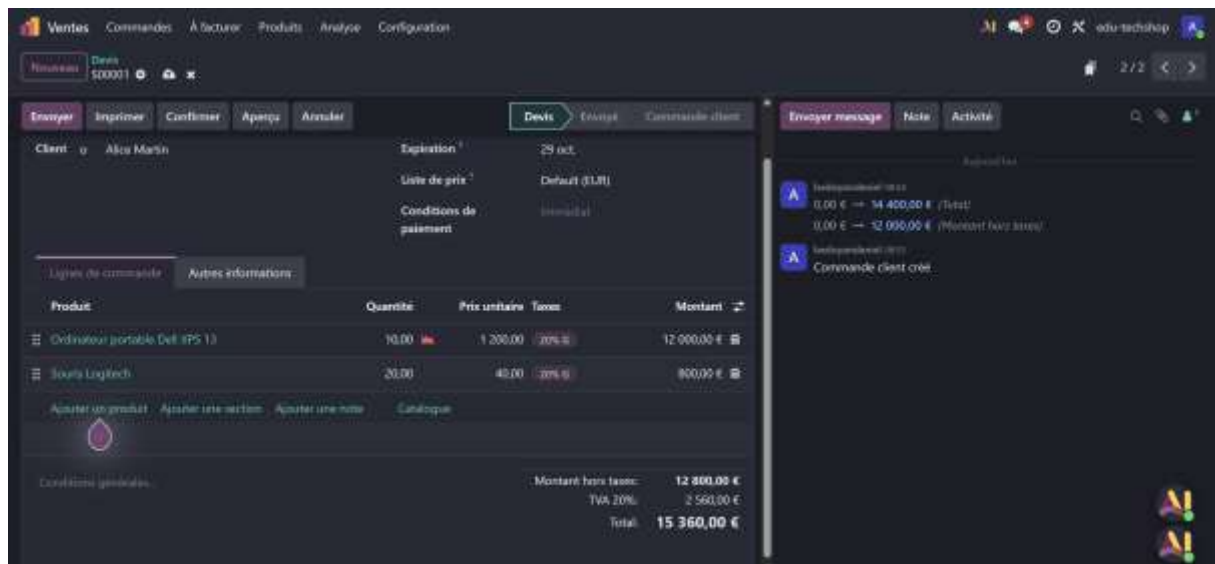 Ventes Commandes À facturer Produits Analyse Configuration
AI 4 edu-techshop A
Nouveau Devis
S00001
2/2
Envoyer Imprimer Confirmer Aperçu Annuler
Devis Envoyé Commande client
Envoyer message Note Activité
Client Alice Martin
Expiration ? 29 oct.
Liste de prix ? Default (EUR)
Conditions de paiement Immédiat
Aujourd'hui
A
0,00 € → 14 400,00 € (Total)
0,00 € → 12 000,00 € (Montant hors taxes)
A
Commande client créé
Lignes de commande Autres informations
Produit Quantité Prix unitaire Taxes Montant
Ordinateur portable Dell XPS 13 10,00 1 200,00 20% 12 000,00 €
Souris Logitech 20,00 40,00 20% 800,00 €
Ajouter un produit Ajouter une section Ajouter une note Catalogue
Conditions générales...
Montant hors taxes: 12 800,00 €
TVA 20%: 2 560,00 €
Total: 15 360,00 €